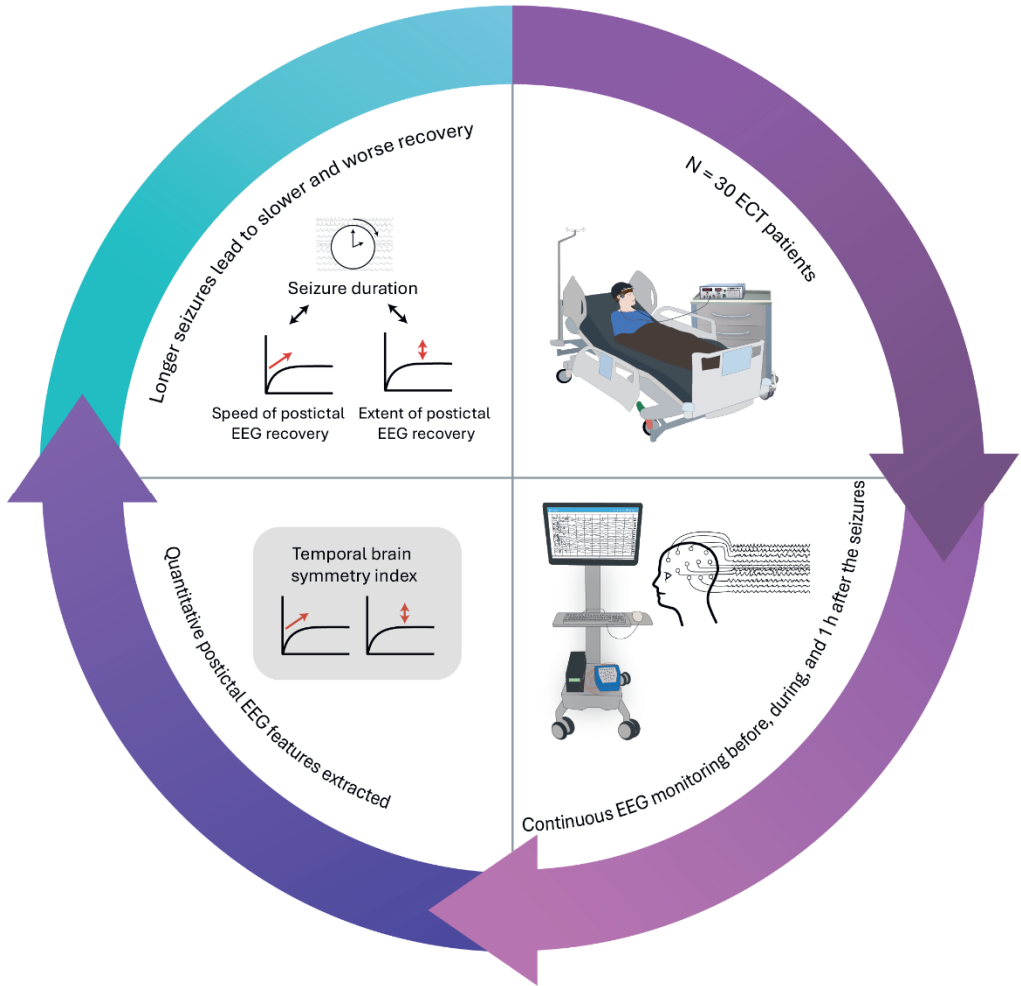 N = 30 ECT patients
Continuous EEG monitoring before, during, and 1 h after the seizures
Quantitative postictal EEG features extracted
Temporal brain
symmetry index
Longer seizures lead to slower and worse recovery
Seizure duration
Speed of postictal
EEG recovery
Extent of postictal
EEG recovery